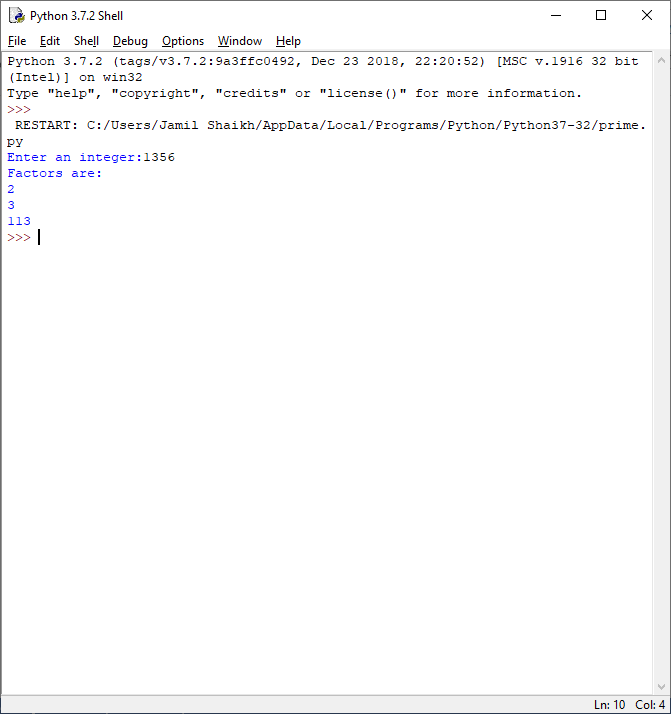 Python 3.7.2 Shell
File Edit Shell Debug Options Window Help
Python 3.7.2 (tags/v3.7.2:9a3ffc0492, Dec 23 2018, 22:20:52) [MSC v.1916 32 bit
(Intel)] on win32
Type "help", "copyright", "credits" or "license()" for more information.
>>>
 RESTART: C:/Users/Jamil Shaikh/AppData/Local/Programs/Python/Python37-32/prime.
py
Enter an integer:1356
Factors are:
2
3
113
>>>
Ln: 10 Col: 4